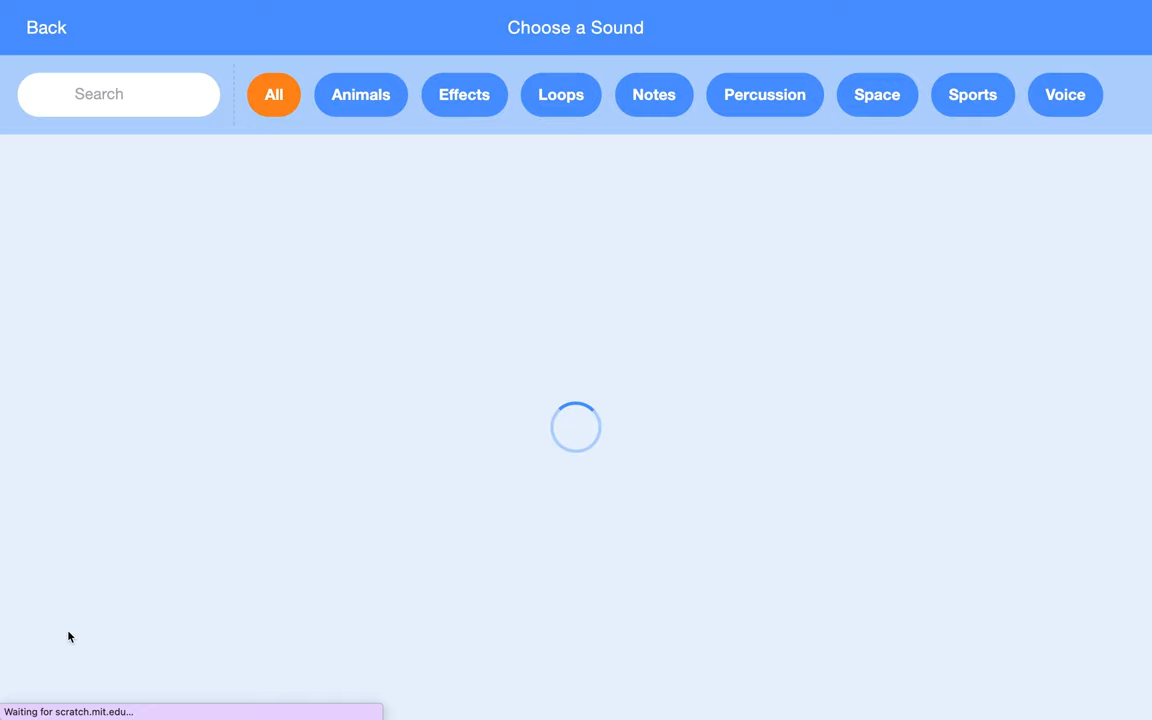 Back
Choose a Sound
Search
All
Animals
Effects
Loops
Notes
Percussion
Space
Sports
Voice
Waiting for scratch.mit.edu...